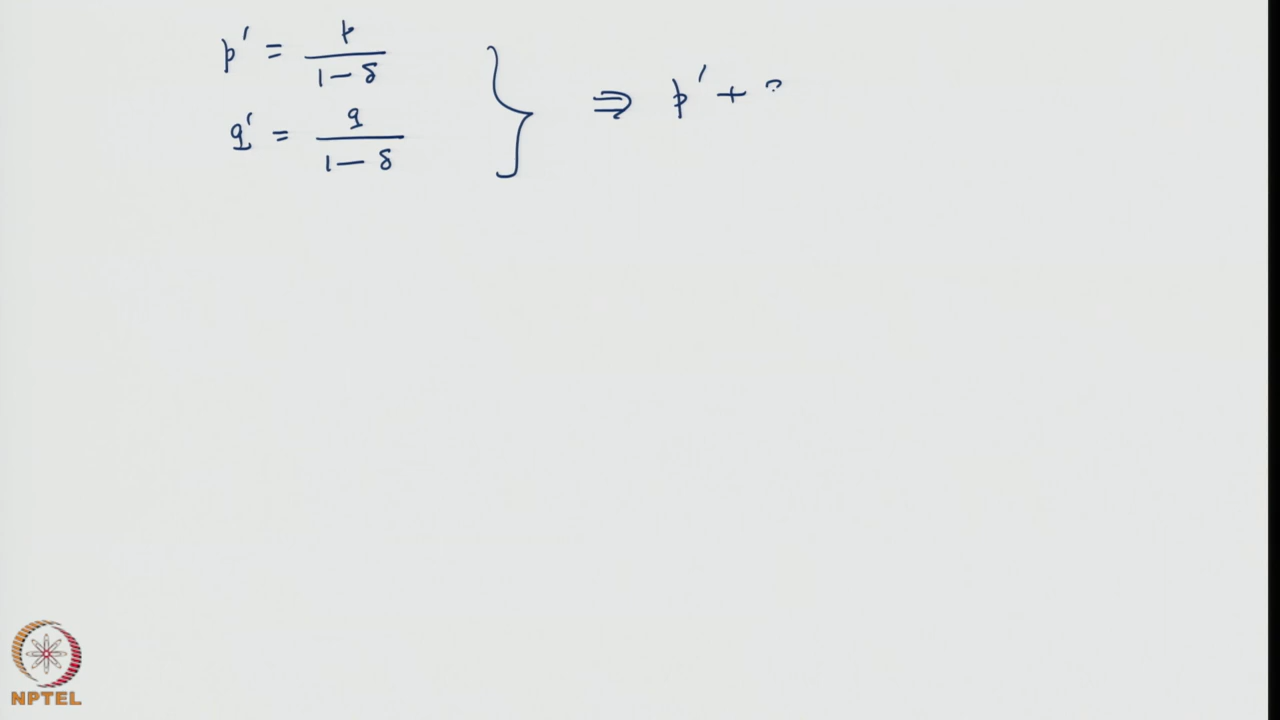 p' = p / (1 - δ)
q' = q / (1 - δ)
} ⇒ p' +
NPTEL